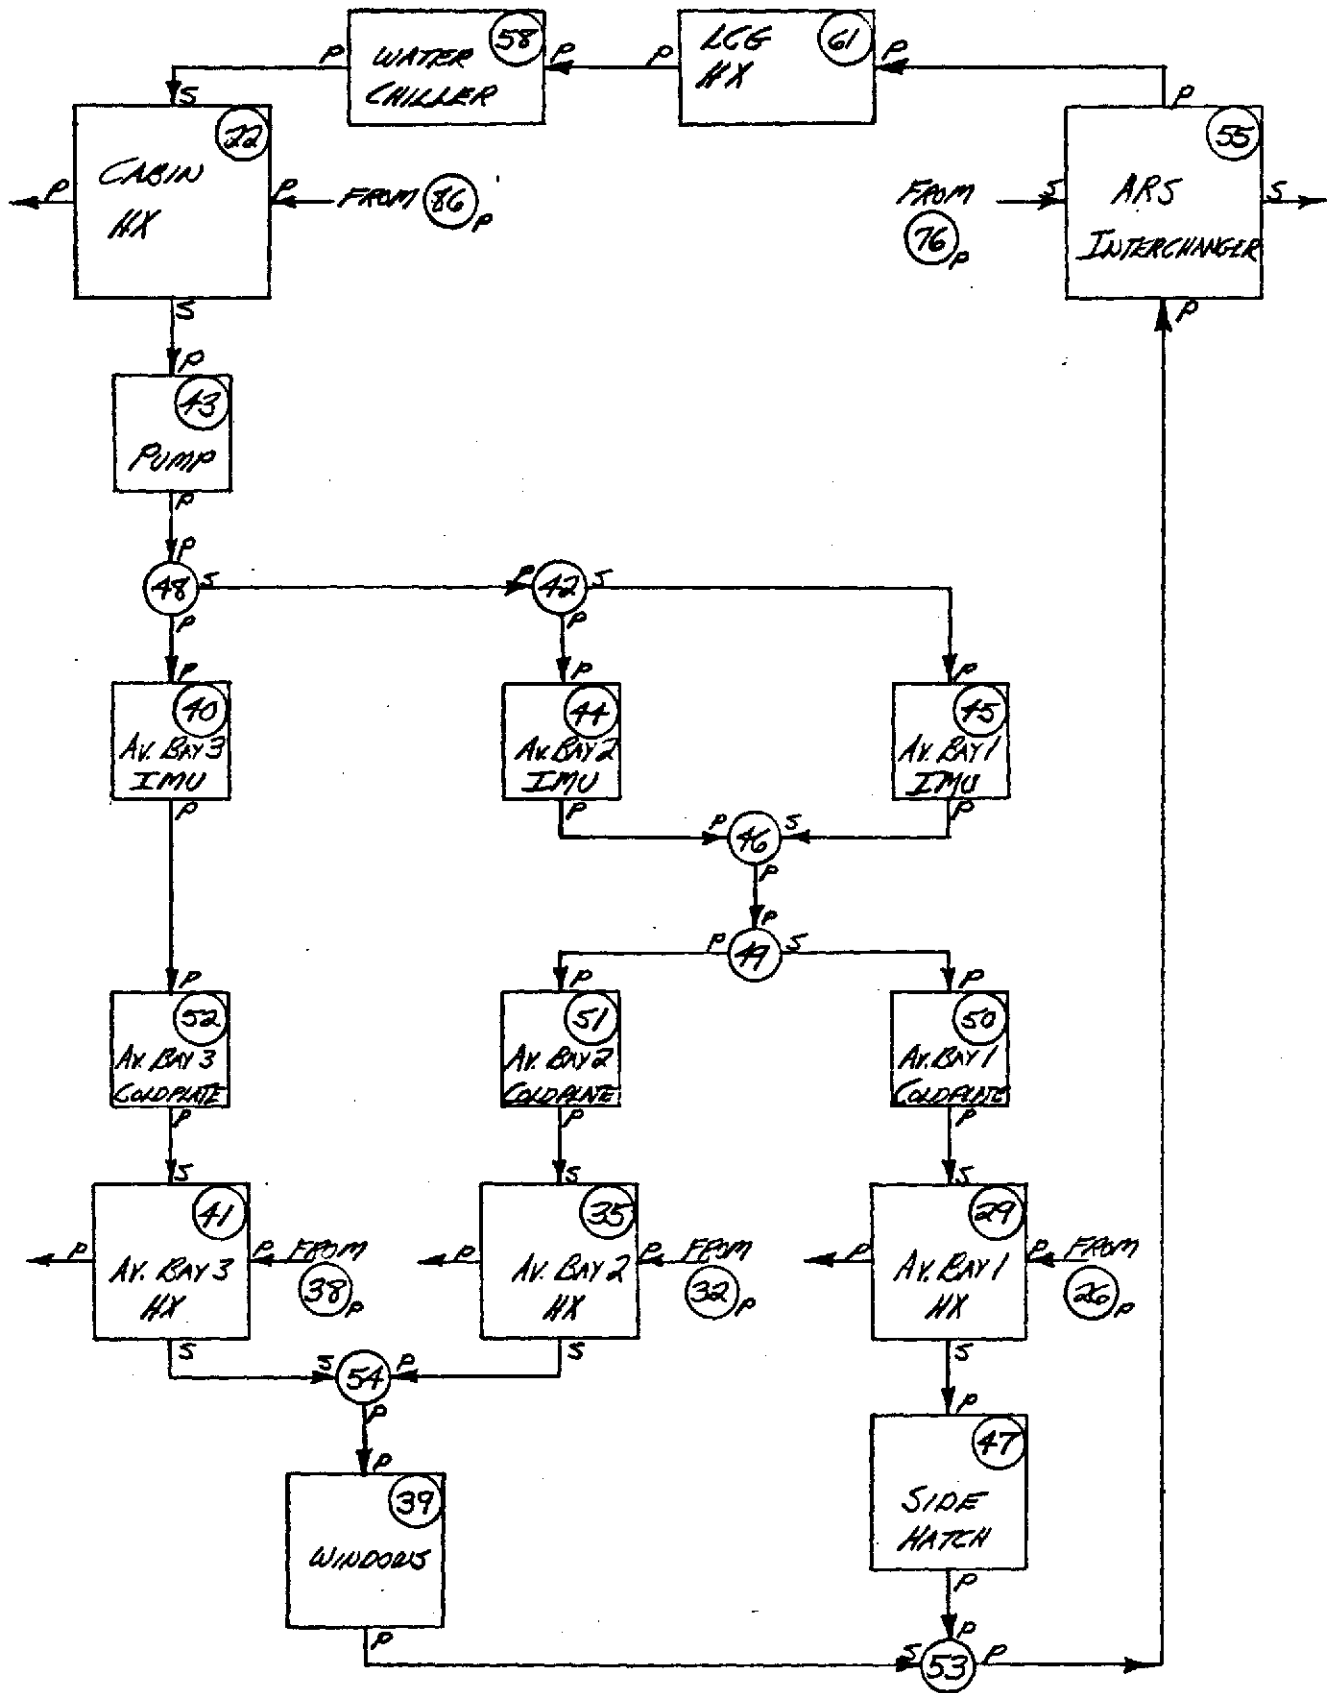 P WATER CHILLER 58 P
P LCG HX 61 P
S
P CABIN HX 22 P FROM 86 P
S
P
ARS INTERCHANGER 55
S S
FROM 76 P
P
P
PUMP 43
P
P
48 S P 42 S
P P
P P P
40 44 45
AV. BAY 3 AV. BAY 2 AV. BAY 1
IMU IMU IMU
P P P
P 46 S
P
P
P 49 S
P P P
52 51 50
AV. BAY 3 AV. BAY 2 AV. BAY 1
COLDPLATE COLDPLATE COLDPLATE
P P P
S S S
41 35 29
P P FROM P P FROM P P FROM
AV. BAY 3 38 P AV. BAY 2 32 P AV. BAY 1 26 P
HX HX HX
S S S
S 54 P
P P
P 47
39 SIDE
WINDOWS HATCH
P P
P
S 53 P